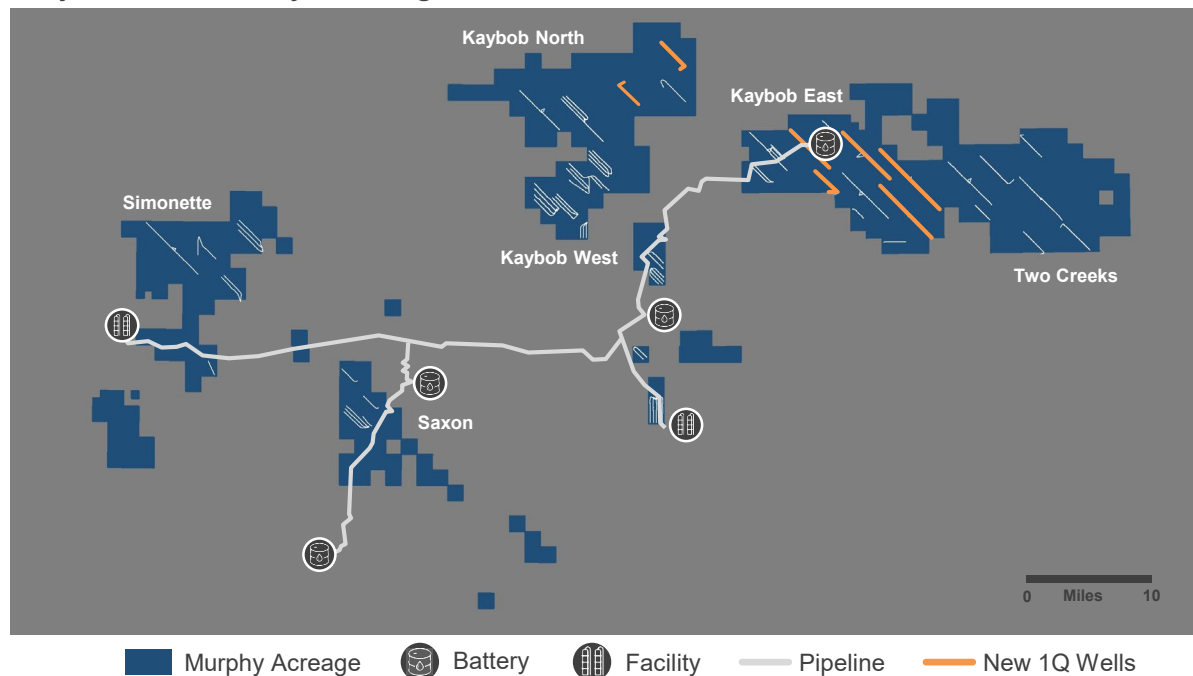 Kaybob North
Kaybob East
Simonette
Kaybob West
Two Creeks
Saxon
0 Miles 10
Murphy Acreage Battery Facility Pipeline New 1Q Wells